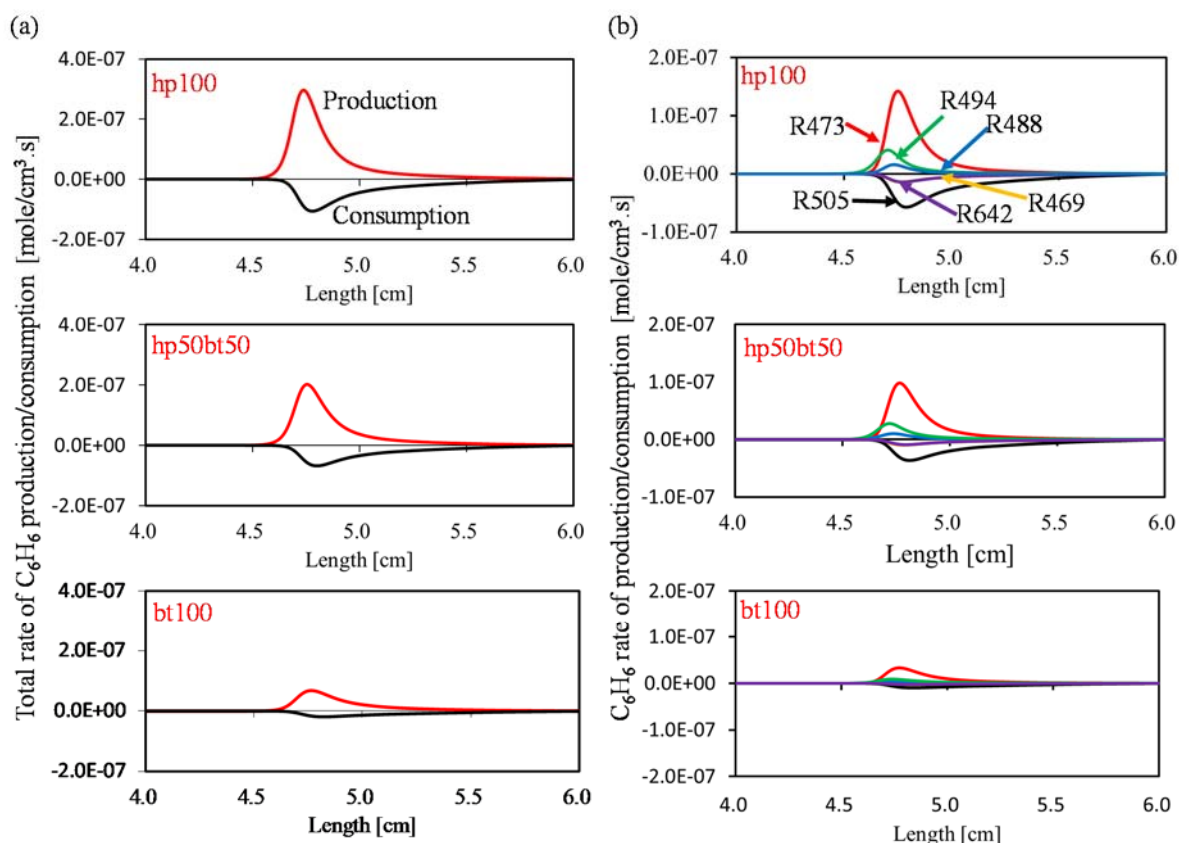 (a)
Total rate of C₆H₆ production/consumption [mole/cm³.s]
4.0E-07
2.0E-07
0.0E+00
-2.0E-07
hp100
Production
Consumption
4.0 4.5 5.0 5.5 6.0
Length [cm]
4.0E-07
2.0E-07
0.0E+00
-2.0E-07
hp50bt50
4.0 4.5 5.0 5.5 6.0
Length [cm]
4.0E-07
2.0E-07
0.0E+00
-2.0E-07
bt100
4.0 4.5 5.0 5.5 6.0
Length [cm]
(b)
C₆H₆ rate of production/consumption [mole/cm³.s]
2.0E-07
1.0E-07
0.0E+00
-1.0E-07
hp100
R494
R473
R488
R505
R642
R469
4.0 4.5 5.0 5.5 6.0
Length [cm]
2.0E-07
1.0E-07
0.0E+00
-1.0E-07
hp50bt50
4.0 4.5 5.0 5.5 6.0
Length [cm]
2.0E-07
1.0E-07
0.0E+00
-1.0E-07
-2.0E-07
bt100
4.0 4.5 5.0 5.5 6.0
Length [cm]